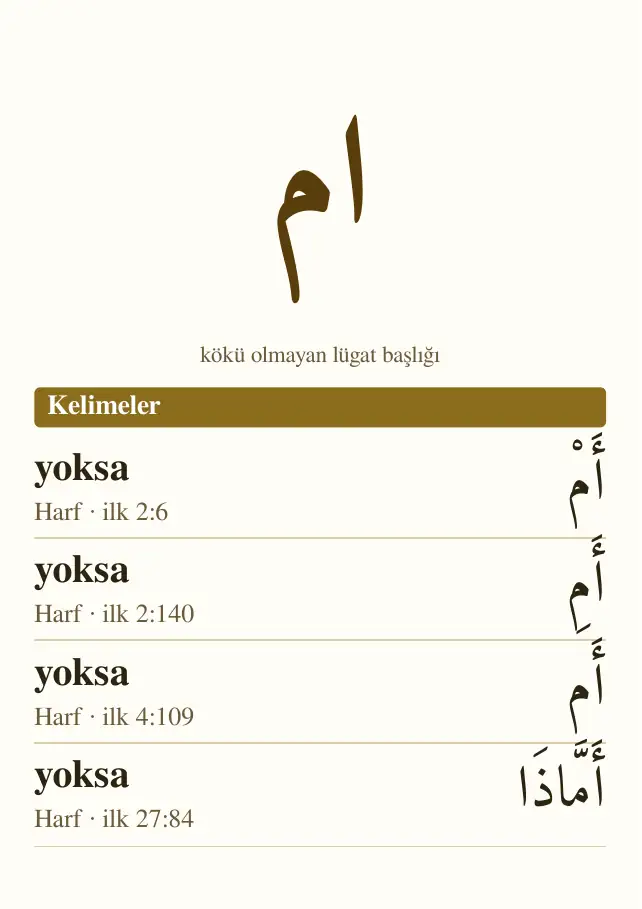 ام
kökü olmayan lügat başlığı
Kelimeler
yoksa أَمْ
Harf · ilk 2:6
yoksa أَمِ
Harf · ilk 2:140
yoksa أَم
Harf · ilk 4:109
yoksa أَمَّاذَا
Harf · ilk 27:84